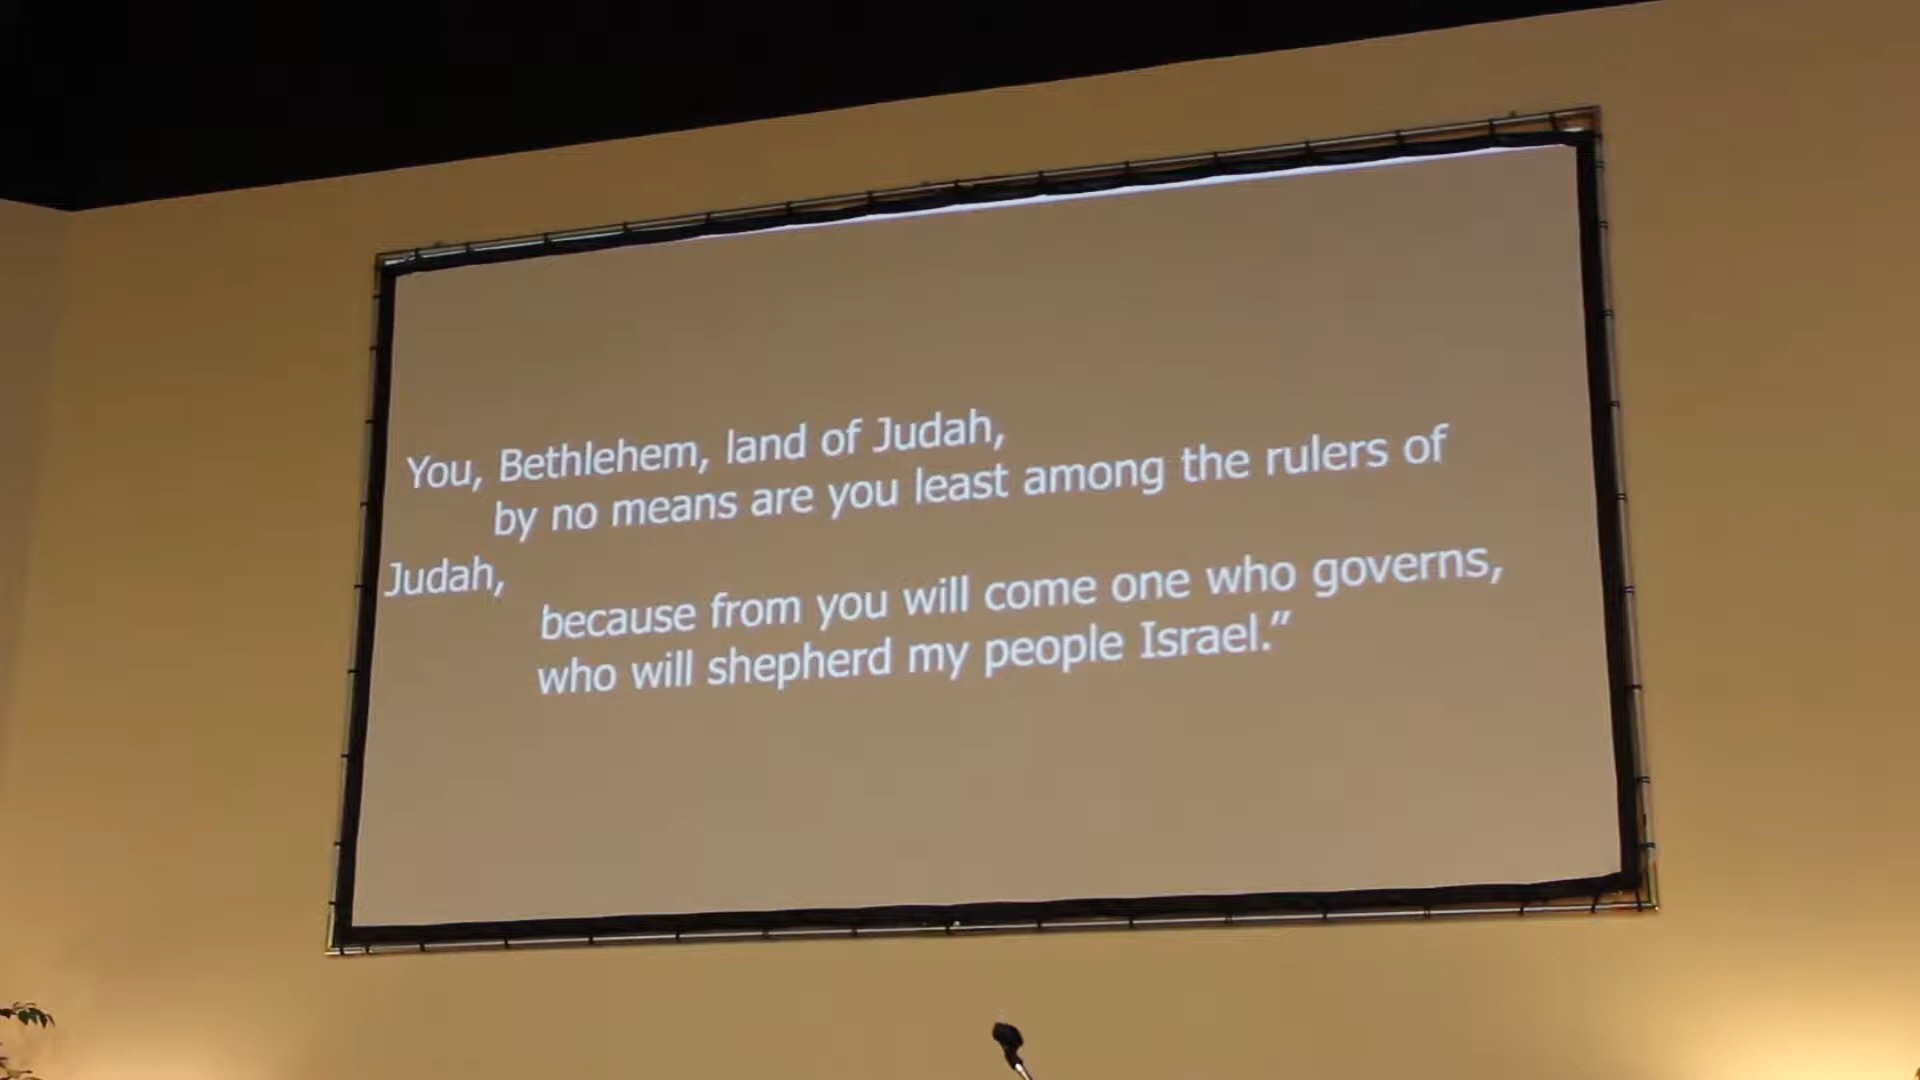 You, Bethlehem, land of Judah,
by no means are you least among the rulers of
Judah,
because from you will come one who governs,
who will shepherd my people Israel.”